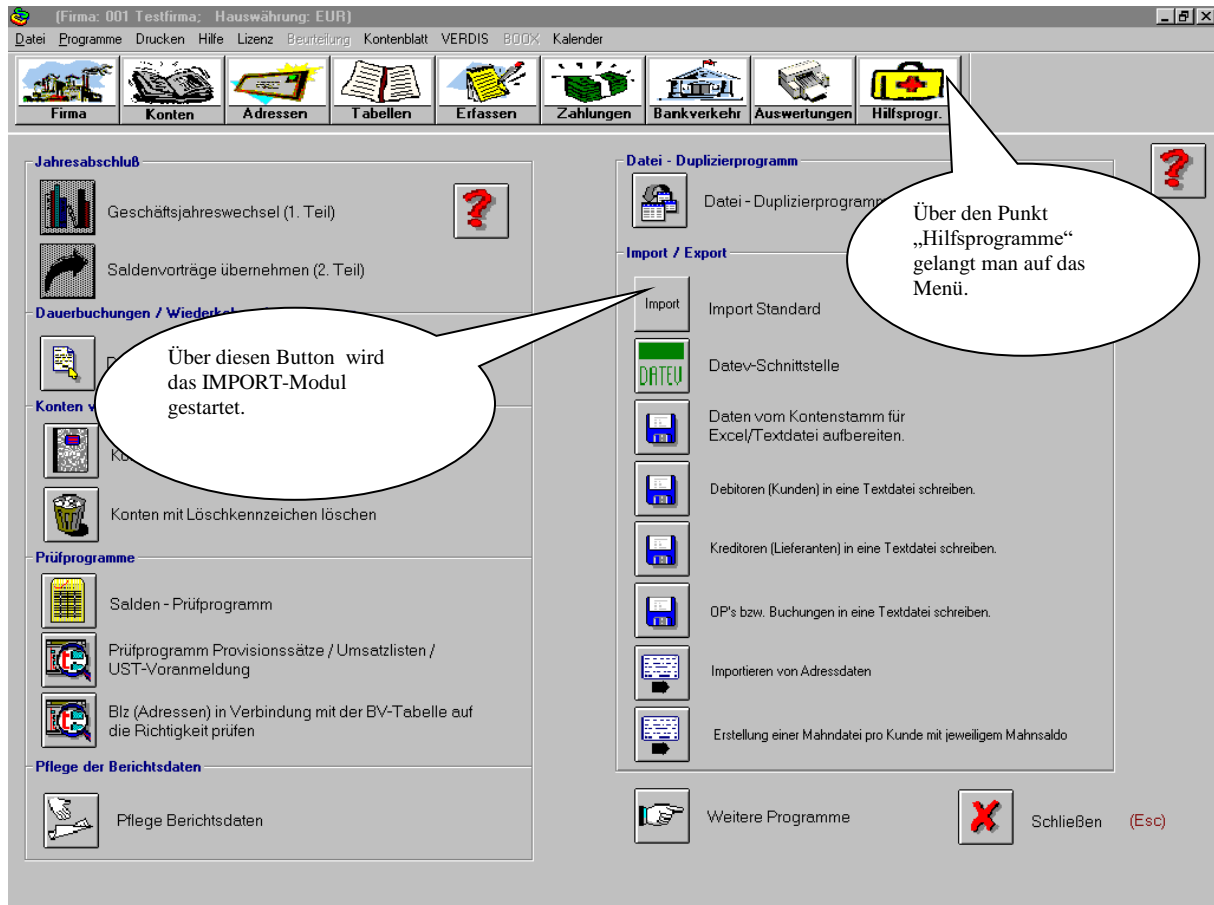 (Firma: 001 Testfirma; Hauswährung: EUR)
Datei Programme Drucken Hilfe Lizenz Beurteilung Kontenblatt VERDIS BOOX Kalender
Firma Konten Adressen Tabellen Erfassen Zahlungen Bankverkehr Auswertungen Hilfsprogr.
Jahresabschluß
Geschäftsjahreswechsel (1. Teil)
Saldenvorträge übernehmen (2. Teil)
Dauerbuchungen / Wiederke
D
Über diesen Button wird
das IMPORT-Modul
gestartet.
Konten v
Ko
Konten mit Löschkennzeichen löschen
Prüfprogramme
Salden - Prüfprogramm
Prüfprogramm Provisionssätze / Umsatzlisten /
UST-Voranmeldung
Blz (Adressen) in Verbindung mit der BV-Tabelle auf
die Richtigkeit prüfen
Pflege der Berichtsdaten
Pflege Berichtsdaten
Datei - Duplizierprogramm
Datei - Duplizierprogramm
Über den Punkt
„Hilfsprogramme“
gelangt man auf das
Menü.
Import / Export
Import
Import Standard
DATEV
Datev-Schnittstelle
Daten vom Kontenstamm für
Excel/Textdatei aufbereiten.
Debitoren (Kunden) in eine Textdatei schreiben.
Kreditoren (Lieferanten) in eine Textdatei schreiben.
OP's bzw. Buchungen in eine Textdatei schreiben.
Importieren von Adressdaten
Erstellung einer Mahndatei pro Kunde mit jeweiligem Mahnsaldo
Weitere Programme
Schließen (Esc)